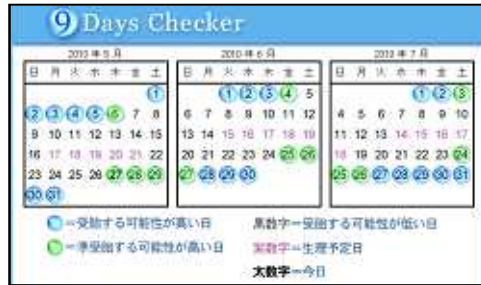 9 Days Checker
2010年5月 2010年6月 2010年7月
日 月 火 水 木 金 土 日 月 火 水 木 金 土 日 月 火 水 木 金 土
1 1 2 3 4 5 1 2 3
2 3 4 5 6 7 8 6 7 8 9 10 11 12 4 5 6 7 8 9 10
9 10 11 12 13 14 15 13 14 15 16 17 18 19 11 12 13 14 15 16 17
16 17 18 19 20 21 22 20 21 22 23 24 25 26 18 19 20 21 22 23 24
23 24 25 26 27 28 29 27 28 29 30 25 26 27 28 29 30 31
30 31
=受胎する可能性が高い日 黒数字=受胎する可能性が低い日
=準受胎する可能性が高い日 紫数字=生理予定日
太数字=今日